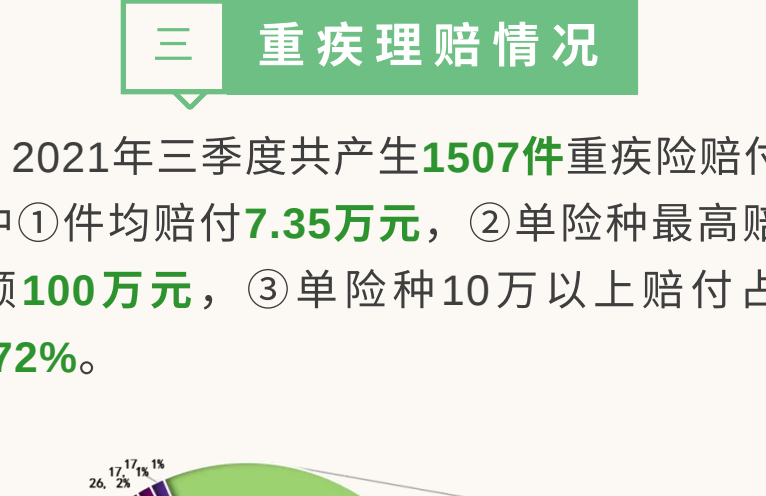 三 重疾理赔情况
2021年三季度共产生1507件重疾险赔付
中①件均赔付7.35万元，②单险种最高赔
额100万元，③单险种10万以上赔付占
72%。
17, 1%
17, 1%
26, 2%